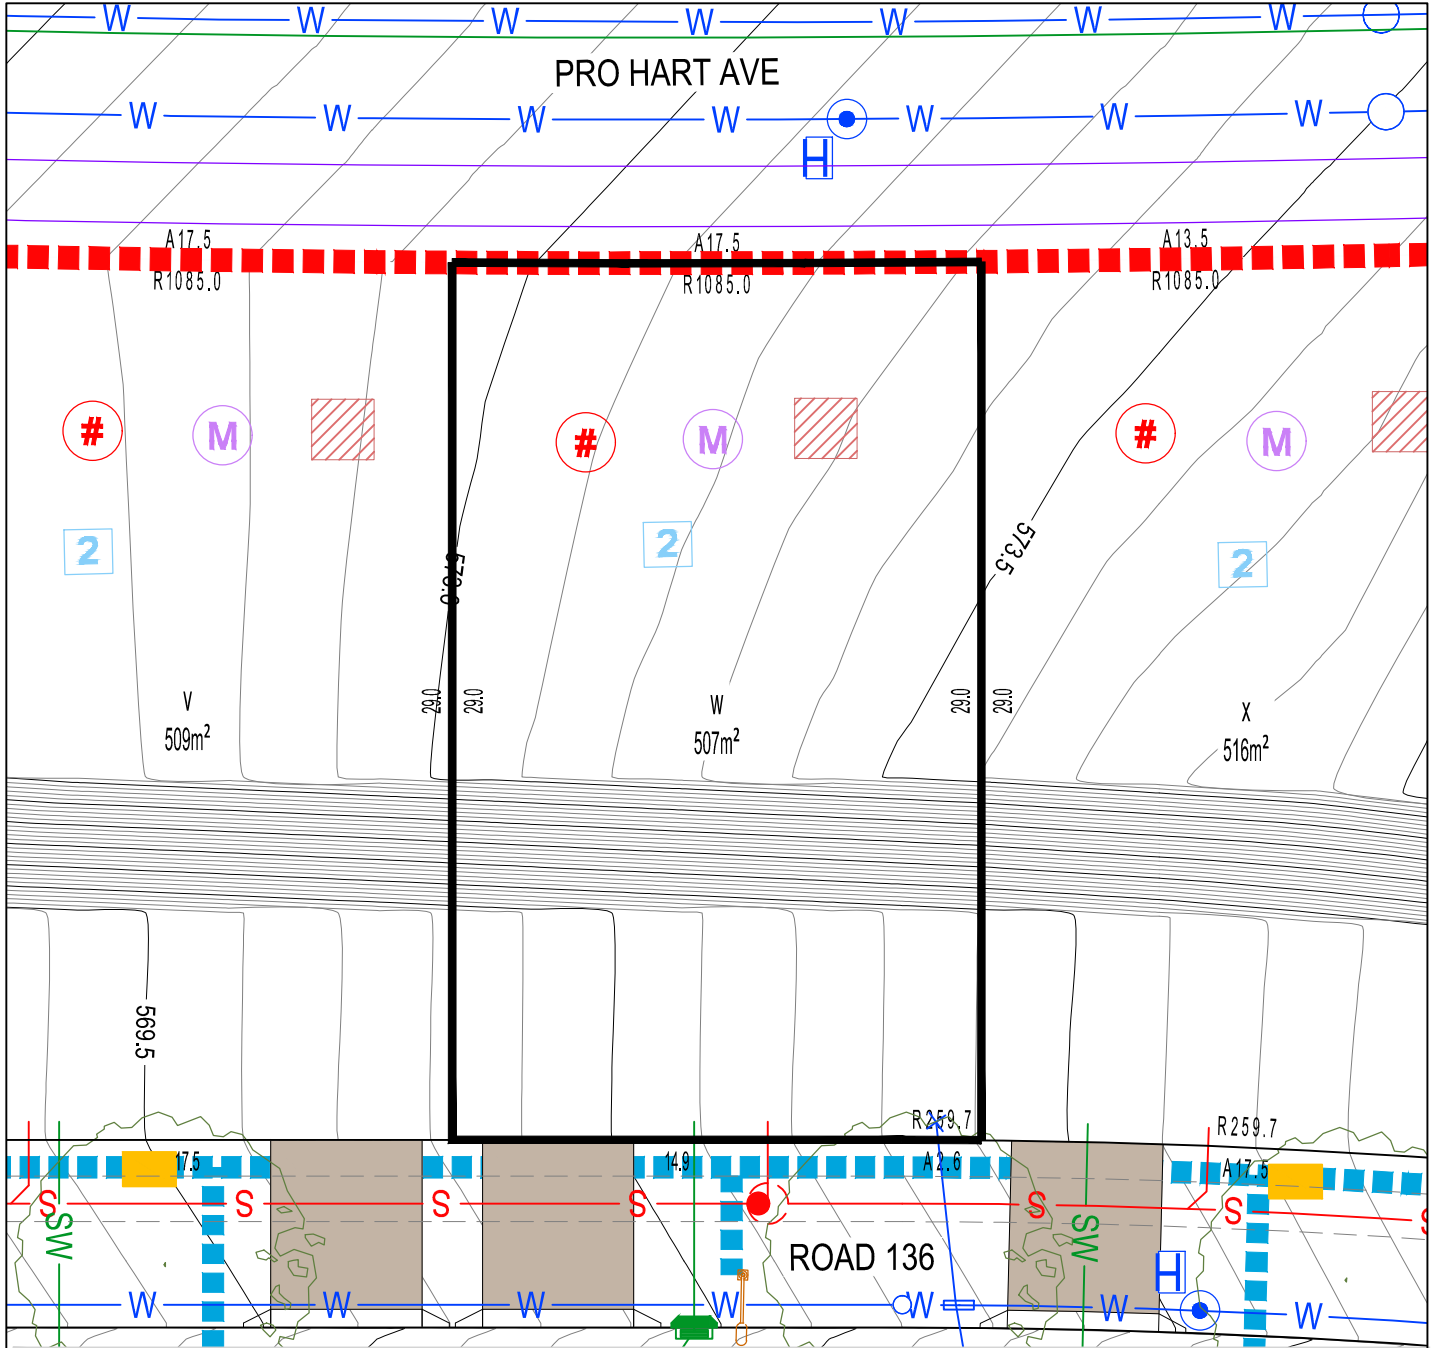 W W W W W W W
PRO HART AVE
W W W W W W W
H
A17.5 A17.5 A13.5
R1085.0 R1085.0 R1085.0
# M # M # M
2 2 2
573.0 573.5
29.0 29.0 29.0 29.0
V W X
509m² 507m² 516m²
569.5
R259.7 R259.7
17.5 14.9 A2.6 A17.5
S S S S S S S
SW SW
ROAD 136
H
W W W W W W W